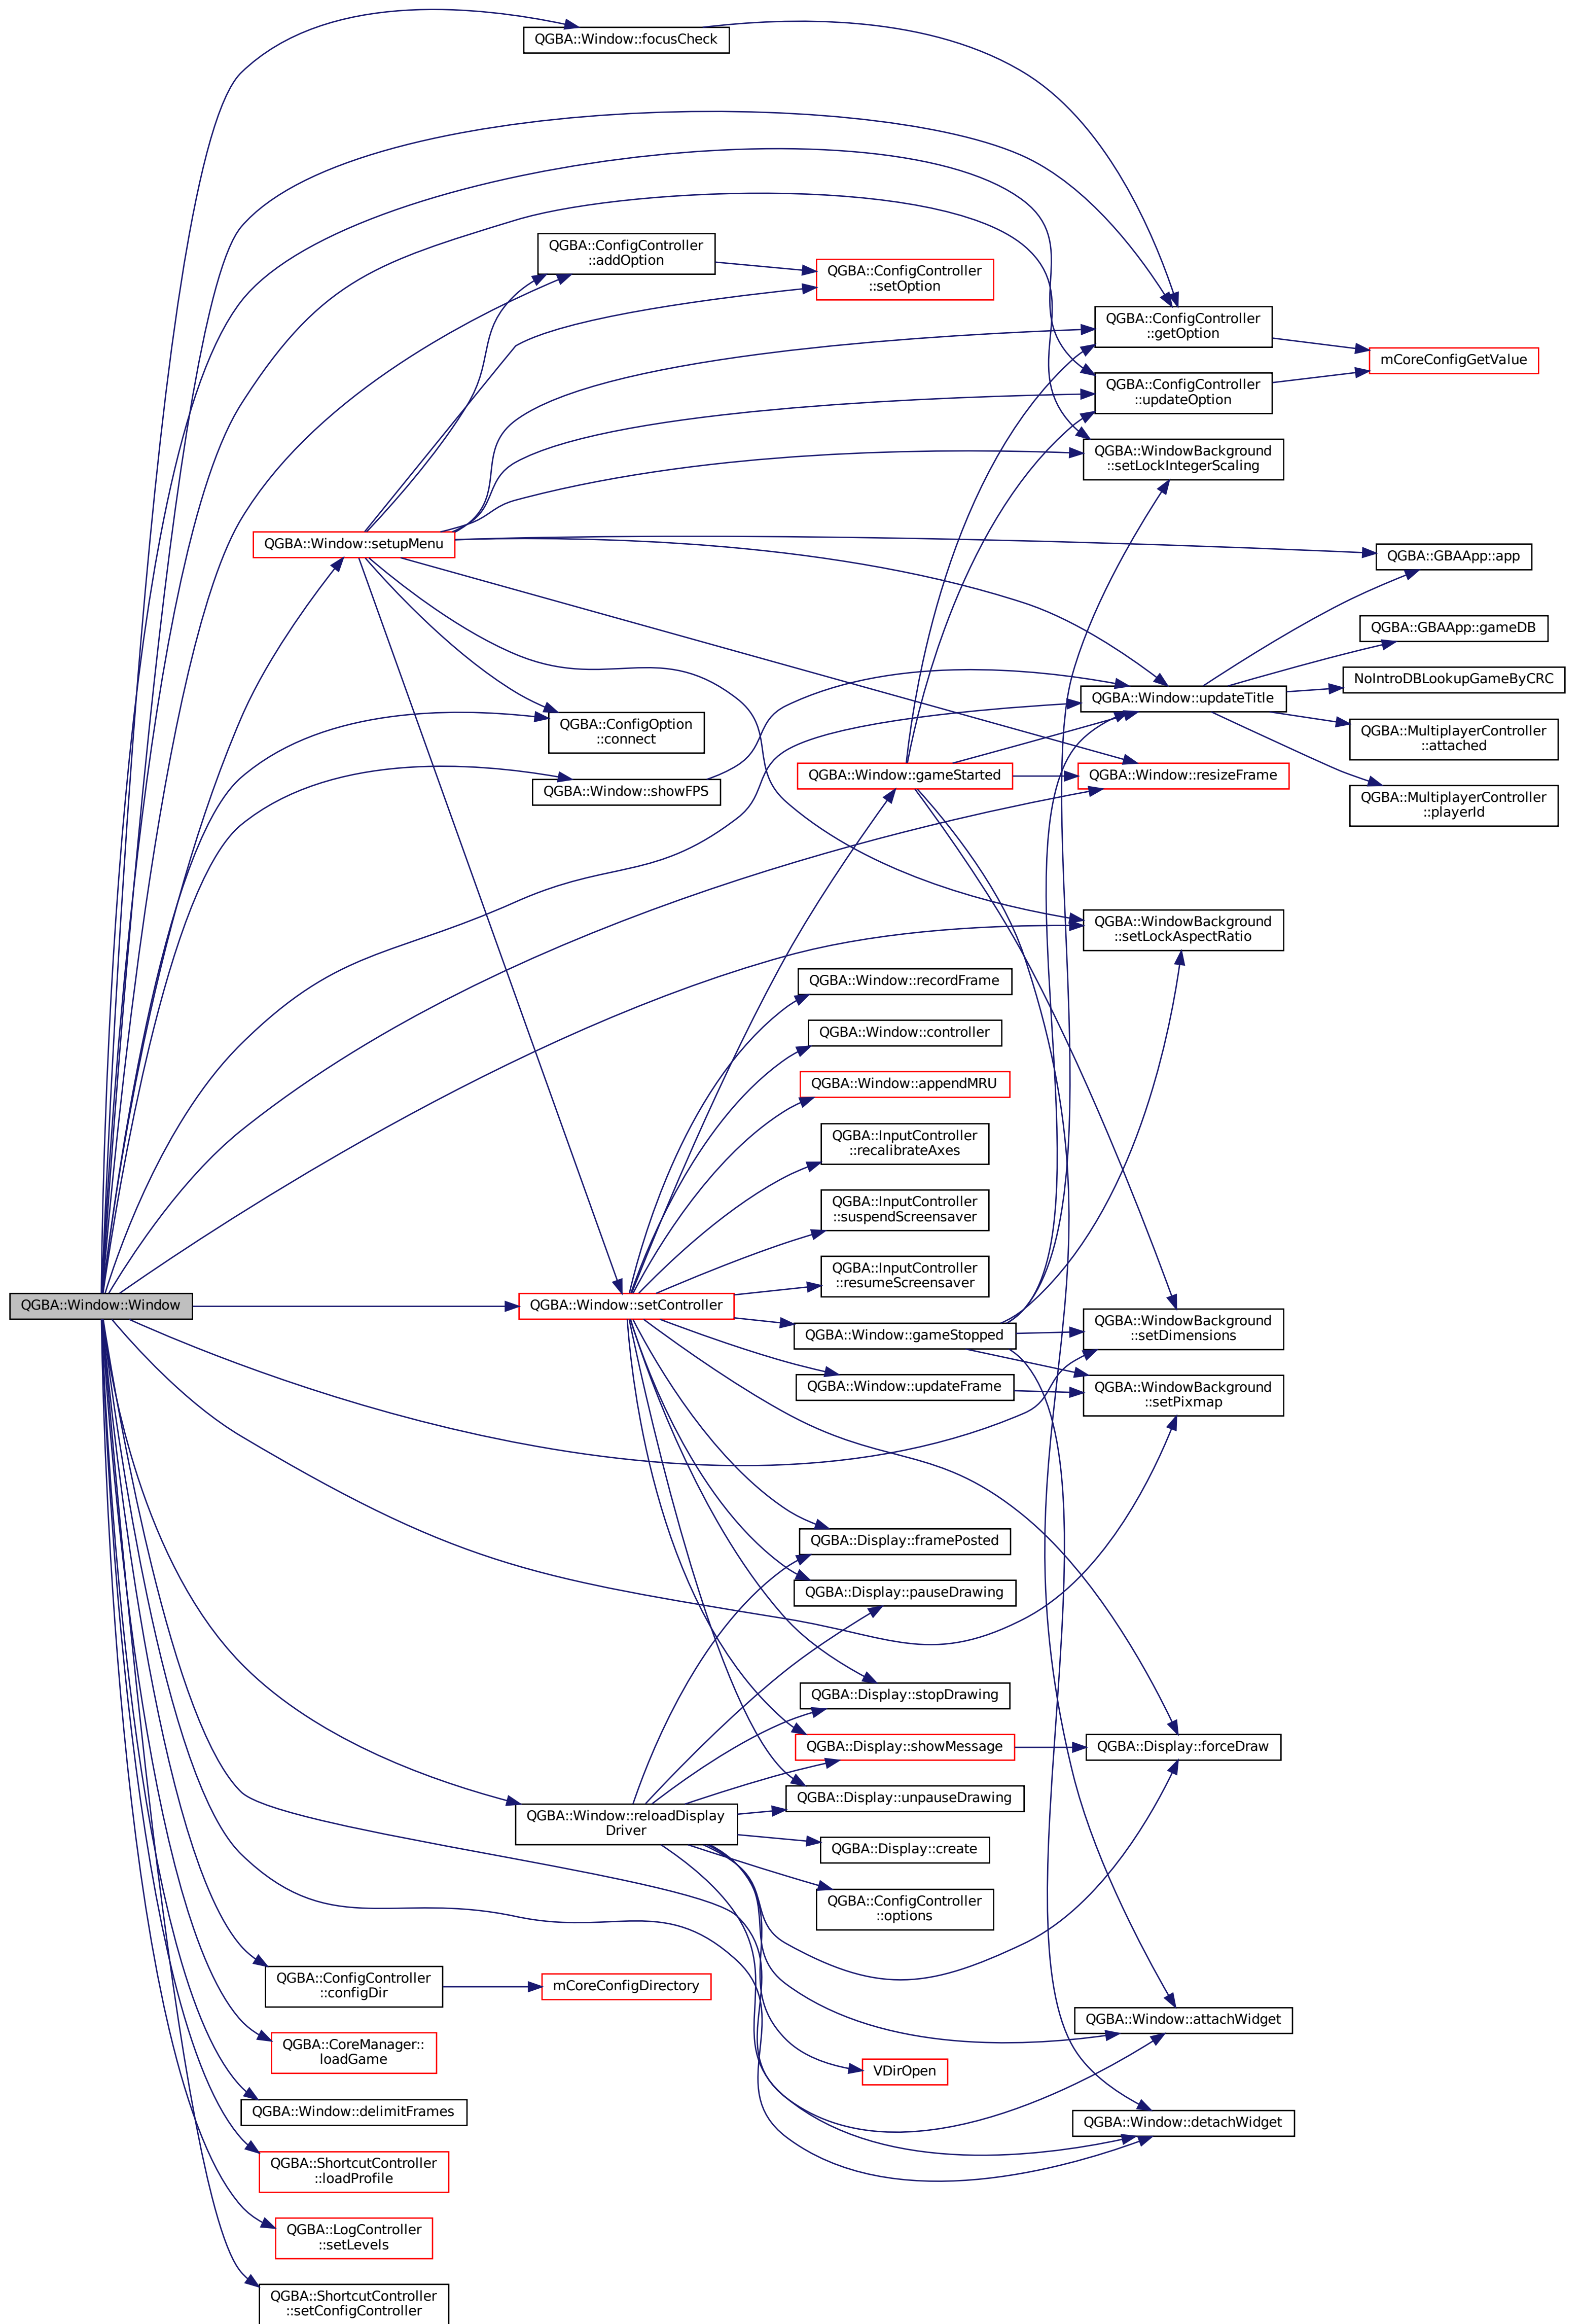 QGBA::Window::focusCheck
QGBA::ConfigController
::addOption
QGBA::ConfigController
::setOption
QGBA::ConfigController
::getOption
mCoreConfigGetValue
QGBA::ConfigController
::updateOption
QGBA::WindowBackground
::setLockIntegerScaling
QGBA::Window::setupMenu
QGBA::GBAApp::app
QGBA::GBAApp::gameDB
NoIntroDBLookupGameByCRC
QGBA::Window::updateTitle
QGBA::ConfigOption
::connect
QGBA::MultiplayerController
::attached
QGBA::Window::gameStarted
QGBA::Window::resizeFrame
QGBA::Window::showFPS
QGBA::MultiplayerController
::playerId
QGBA::WindowBackground
::setLockAspectRatio
QGBA::Window::recordFrame
QGBA::Window::controller
QGBA::Window::appendMRU
QGBA::InputController
::recalibrateAxes
QGBA::InputController
::suspendScreensaver
QGBA::InputController
::resumeScreensaver
QGBA::Window::Window
QGBA::Window::setController
QGBA::WindowBackground
::setDimensions
QGBA::Window::gameStopped
QGBA::Window::updateFrame
QGBA::WindowBackground
::setPixmap
QGBA::Display::framePosted
QGBA::Display::pauseDrawing
QGBA::Display::stopDrawing
QGBA::Display::showMessage
QGBA::Display::forceDraw
QGBA::Display::unpauseDrawing
QGBA::Window::reloadDisplay
Driver
QGBA::Display::create
QGBA::ConfigController
::options
QGBA::ConfigController
::configDir
mCoreConfigDirectory
QGBA::Window::attachWidget
QGBA::CoreManager::
loadGame
VDirOpen
QGBA::Window::delimitFrames
QGBA::Window::detachWidget
QGBA::ShortcutController
::loadProfile
QGBA::LogController
::setLevels
QGBA::ShortcutController
::setConfigController